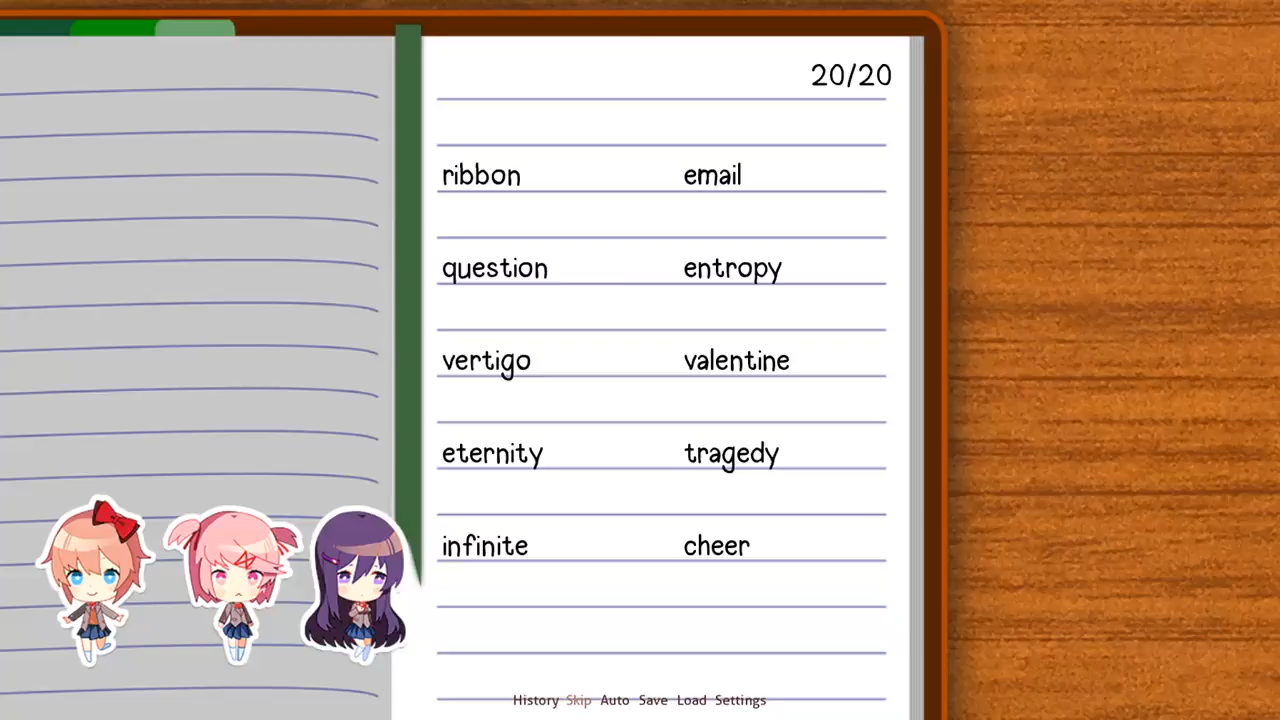 20/20
ribbon email
question entropy
vertigo valentine
eternity tragedy
infinite cheer
History Skip Auto Save Load Settings